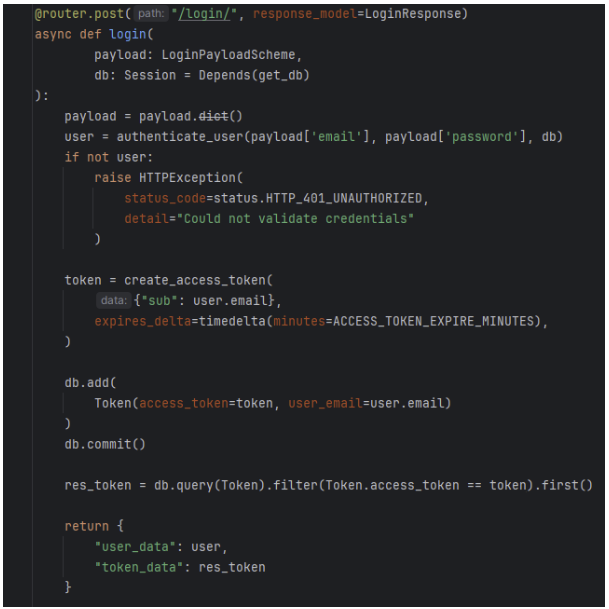 @router.post( path: "/login/", response_model=LoginResponse)
async def login(
        payload: LoginPayloadScheme,
        db: Session = Depends(get_db)
):
    payload = payload.dict()
    user = authenticate_user(payload['email'], payload['password'], db)
    if not user:
        raise HTTPException(
            status_code=status.HTTP_401_UNAUTHORIZED,
            detail="Could not validate credentials"
        )
    token = create_access_token(
        data: {"sub": user.email},
        expires_delta=timedelta(minutes=ACCESS_TOKEN_EXPIRE_MINUTES),
    )
    db.add(
        Token(access_token=token, user_email=user.email)
    )
    db.commit()
    res_token = db.query(Token).filter(Token.access_token == token).first()
    return {
        "user_data": user,
        "token_data": res_token
    }